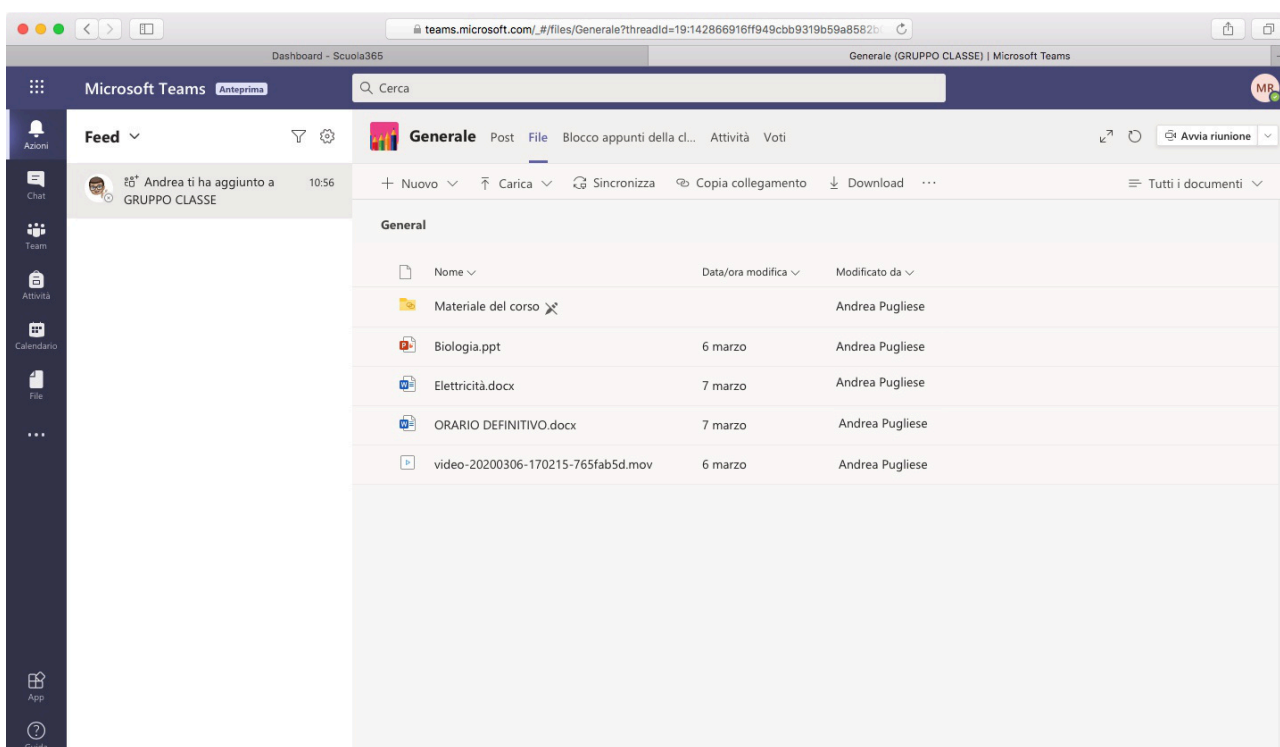 teams.microsoft.com/_#/files/Generale?threadId=19:142866916ff949cbb9319b59a8582b
Dashboard - Scuola365
Generale (GRUPPO CLASSE) | Microsoft Teams
Microsoft Teams Anteprima
Cerca
MR
Azioni
Chat
Team
Attività
Calendario
File
App
Guida
Feed
Andrea ti ha aggiunto a 10:56
GRUPPO CLASSE
Generale Post File Blocco appunti della cl... Attività Voti
Avvia riunione
Nuovo Carica Sincronizza Copia collegamento Download ... Tutti i documenti
General
Nome Data/ora modifica Modificato da
Materiale del corso Andrea Pugliese
Biologia.ppt 6 marzo Andrea Pugliese
Elettricità.docx 7 marzo Andrea Pugliese
ORARIO DEFINITIVO.docx 7 marzo Andrea Pugliese
video-20200306-170215-765fab5d.mov 6 marzo Andrea Pugliese